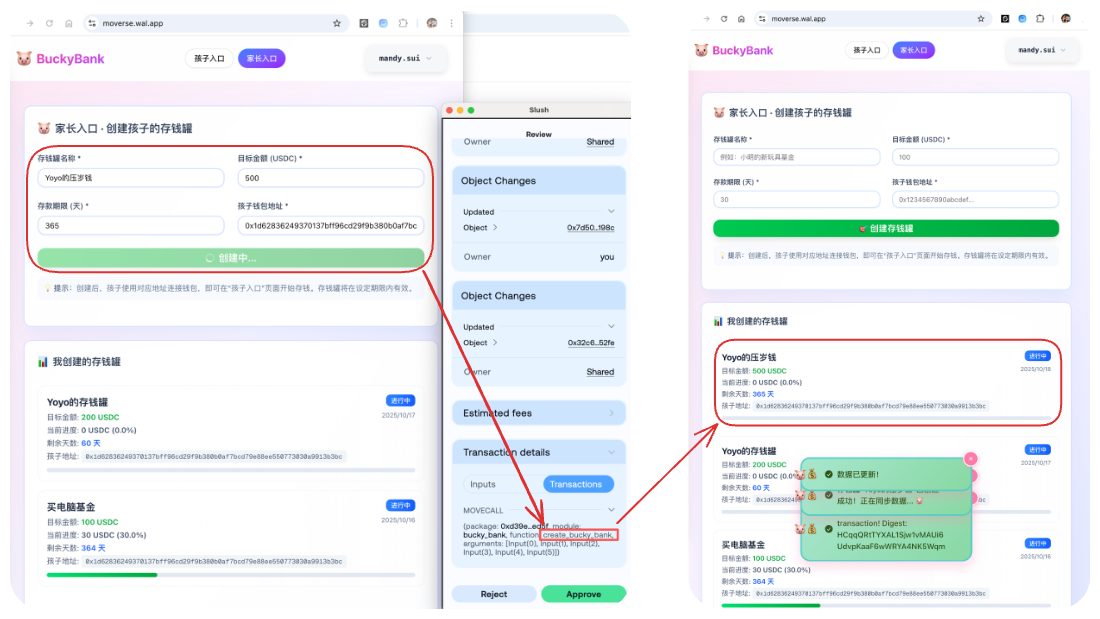 moverse.wal.app
BuckyBank
孩子入口
家长入口
mandy.sui
家长入口 · 创建孩子的存钱罐
存钱罐名称 *
目标金额 (USDC) *
Yoyo的压岁钱
500
存款期限 (天) *
孩子钱包地址 *
365
0x1d62836249370137bff96cd29f9b380b0af7bc
创建中...
提示: 创建后，孩子使用对应地址连接钱包，即可在"孩子入口"页面开始存钱。存钱罐将在设定期限内有效。
我创建的存钱罐
Yoyo的存钱罐
进行中
目标金额: 200 USDC
2025/10/17
当前进度: 0 USDC (0.0%)
剩余天数: 60 天
孩子地址: 0x1d62836249370137bff96cd29f9b380b0af7bcd79e88ee550773030a9913b3bc
买电脑基金
进行中
目标金额: 100 USDC
2025/10/16
当前进度: 30 USDC (30.0%)
剩余天数: 364 天
孩子地址: 0x1d62836249370137bff96cd29f9b380b0af7bcd79e88ee550773030a9913b3bc
Slush
Review
Owner
Shared
Object Changes
Updated
Object
0x7d50...198c
Owner
you
Object Changes
Updated
Object
0x32c6...52fe
Owner
Shared
Estimated fees
Transaction details
Inputs
Transactions
MOVECALL
(package: 0xd39e...ed5f, module:
bucky_bank, function: create_bucky_bank,
arguments: [Input(0), Input(1), Input(2),
Input(3), Input(4), Input(5)])
Reject
Approve
moverse.wal.app
BuckyBank
孩子入口
家长入口
mandy.sui
家长入口 · 创建孩子的存钱罐
存钱罐名称 *
目标金额 (USDC) *
例如: 小明的新玩具基金
100
存款期限 (天) *
孩子钱包地址 *
30
0x1234567890abcdef...
创建存钱罐
提示: 创建后，孩子使用对应地址连接钱包，即可在"孩子入口"页面开始存钱。存钱罐将在设定期限内有效。
我创建的存钱罐
Yoyo的压岁钱
进行中
目标金额: 500 USDC
2025/10/18
当前进度: 0 USDC (0.0%)
剩余天数: 365 天
孩子地址: 0x1d62836249370137bff96cd29f9b380b0af7bcd79e88ee550773030a9913b3bc
Yoyo的存钱罐
进行中
目标金额: 200 USDC
2025/10/17
当前进度: 0 USDC (0.0%
剩余天数: 60 天
孩子地址:
数据已更新!
成功! 正在同步数据...
transaction! Digest:
HCqqQRtTYXAL1Sjw1vMAUi6
UdvpKaaF6wWRYA4NK5Wqm
买电脑基金
进行中
目标金额: 100 USDC
2025/10/16
当前进度: 30 USDC (30.0%)
剩余天数: 364 天
孩子地址: 0x1d62836249370137bff96cd29f9b380b0af7bcd79e88ee550773030a9913b3bc